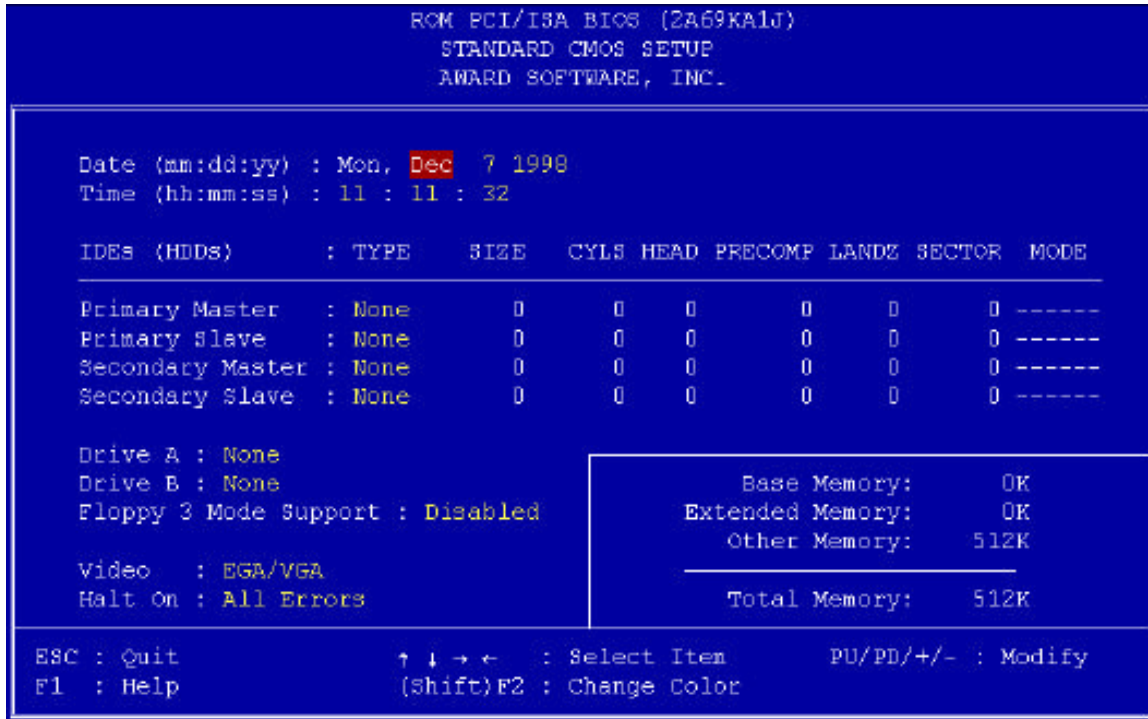 ROM PCI/ISA BIOS (2A69KA1J)
STANDARD CMOS SETUP
AWARD SOFTWARE, INC.
Date (mm:dd:yy) : Mon, Dec 7 1998
Time (hh:mm:ss) : 11 : 11 : 32
IDEs (HDDs) : TYPE SIZE CYLS HEAD PRECOMP LANDZ SECTOR MODE
Primary Master : None 0 0 0 0 0 0 ------
Primary Slave : None 0 0 0 0 0 0 ------
Secondary Master : None 0 0 0 0 0 0 ------
Secondary Slave : None 0 0 0 0 0 0 ------
Drive A : None
Drive B : None
Floppy 3 Mode Support : Disabled
Video : EGA/VGA
Halt On : All Errors
Base Memory: 0K
Extended Memory: 0K
Other Memory: 512K
Total Memory: 512K
ESC : Quit ↑ ↓ → ← : Select Item PU/PD/+/- : Modify
F1 : Help (Shift)F2 : Change Color